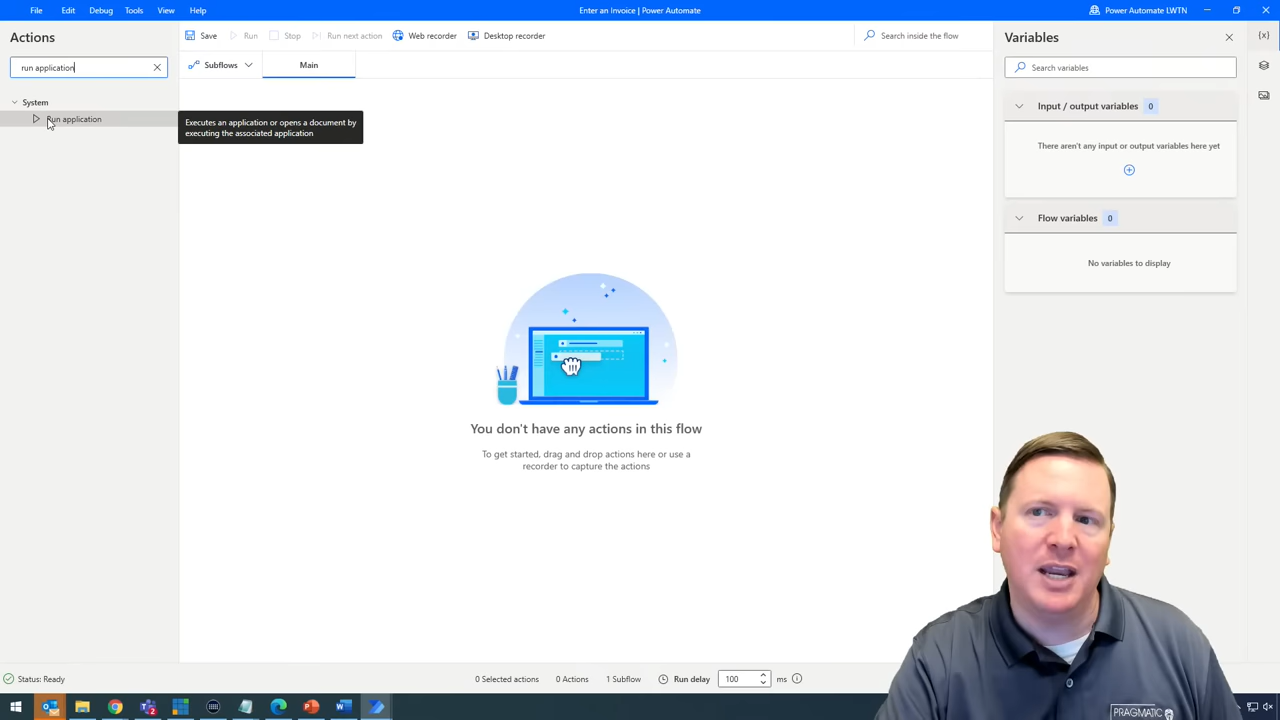 File Edit Debug Tools View Help
Enter an Invoice | Power Automate
Power Automate LWTN
Actions
run application
System
Run application
Save Run Stop Run next action Web recorder Desktop recorder
Search inside the flow
Subflows
Main
Executes an application or opens a document by
executing the associated application
You don't have any actions in this flow
To get started, drag and drop actions here or use a
recorder to capture the actions
Variables
{x}
Search variables
Input / output variables 0
There aren't any input or output variables here yet
Flow variables 0
No variables to display
Status: Ready
0 Selected actions 0 Actions 1 Subflow Run delay 100 ms
PRAGMATIC